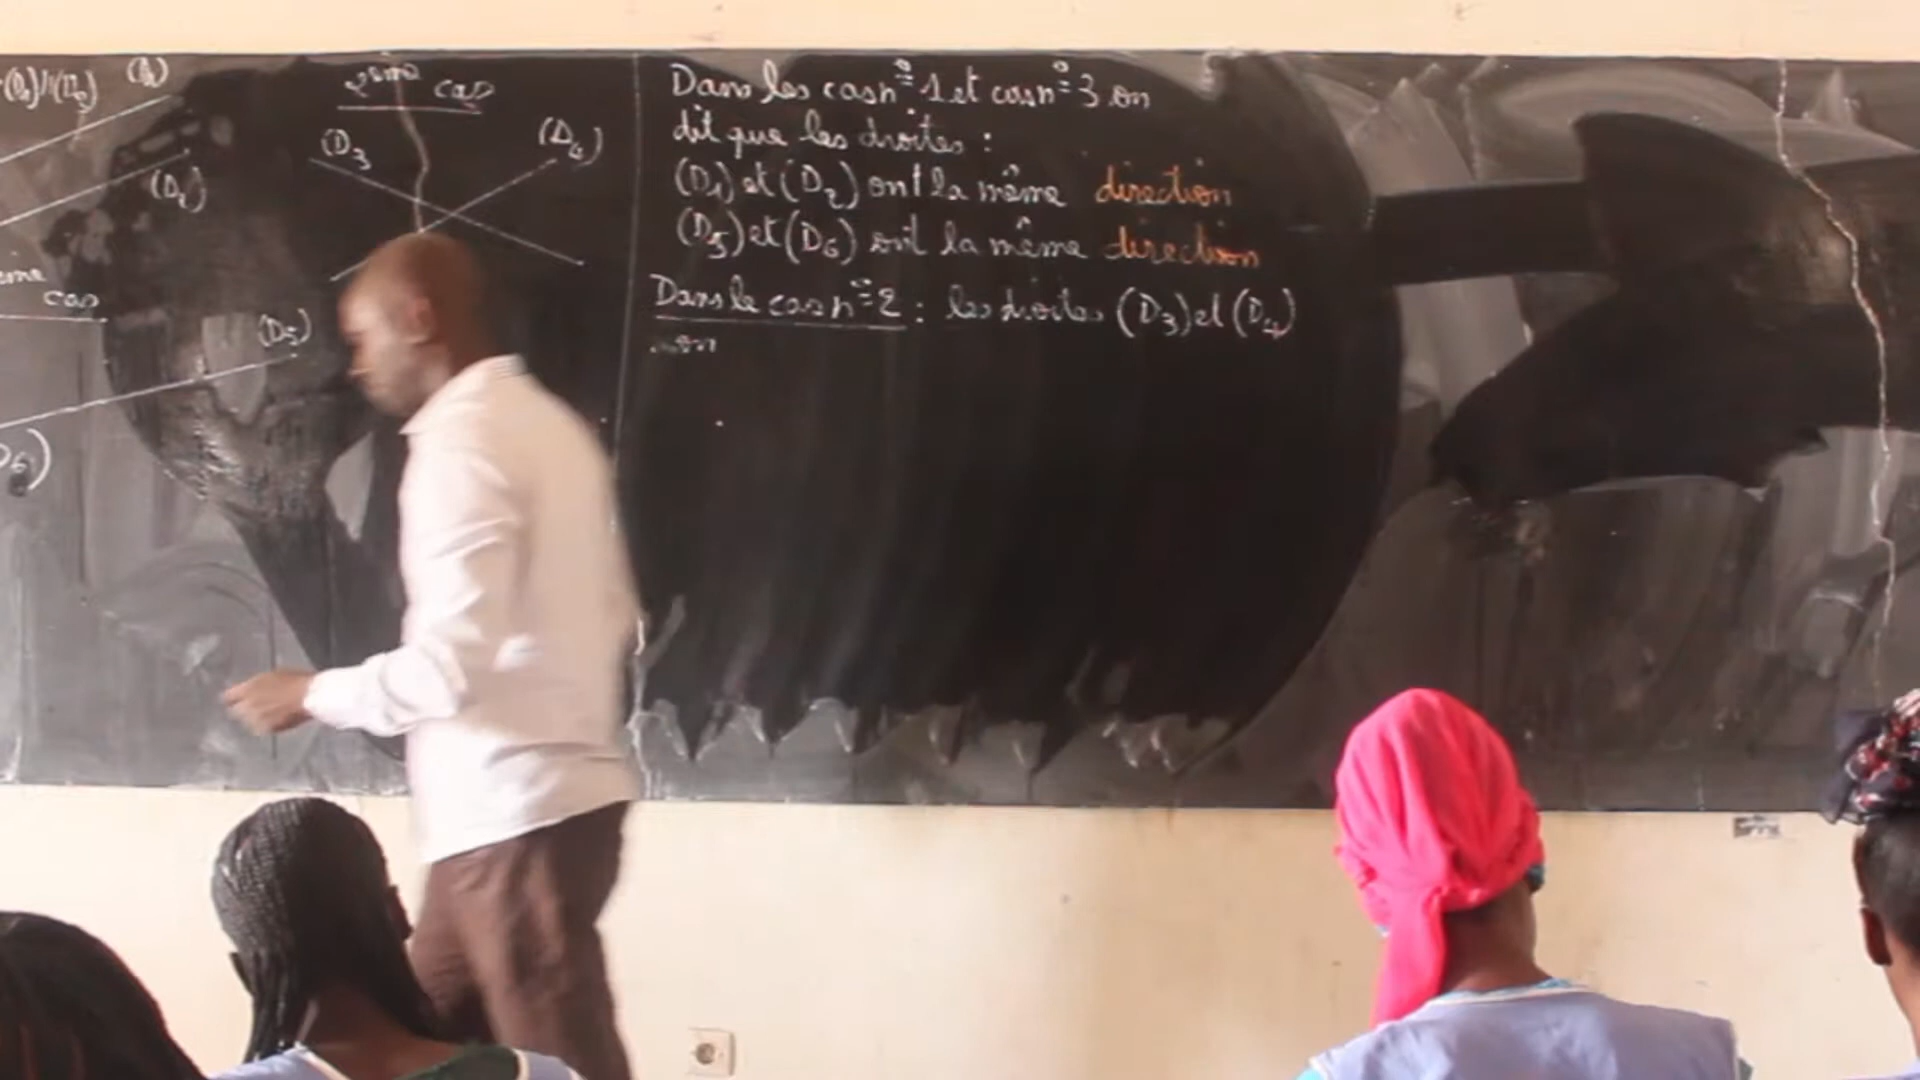 (D₁)//(D₂)
(D₁)
(D₂)
2ème cas
(D₃
(D₄)
ème
cas
(D₅)
D₆)
Dans les cas n°=1 et cas n°=3 on
dit que les droites :
(D₁) et (D₂) ont la même direction
(D₅) et (D₆) ont la même direction
Dans le cas n°=2 : les droites (D₃) et (D₄)